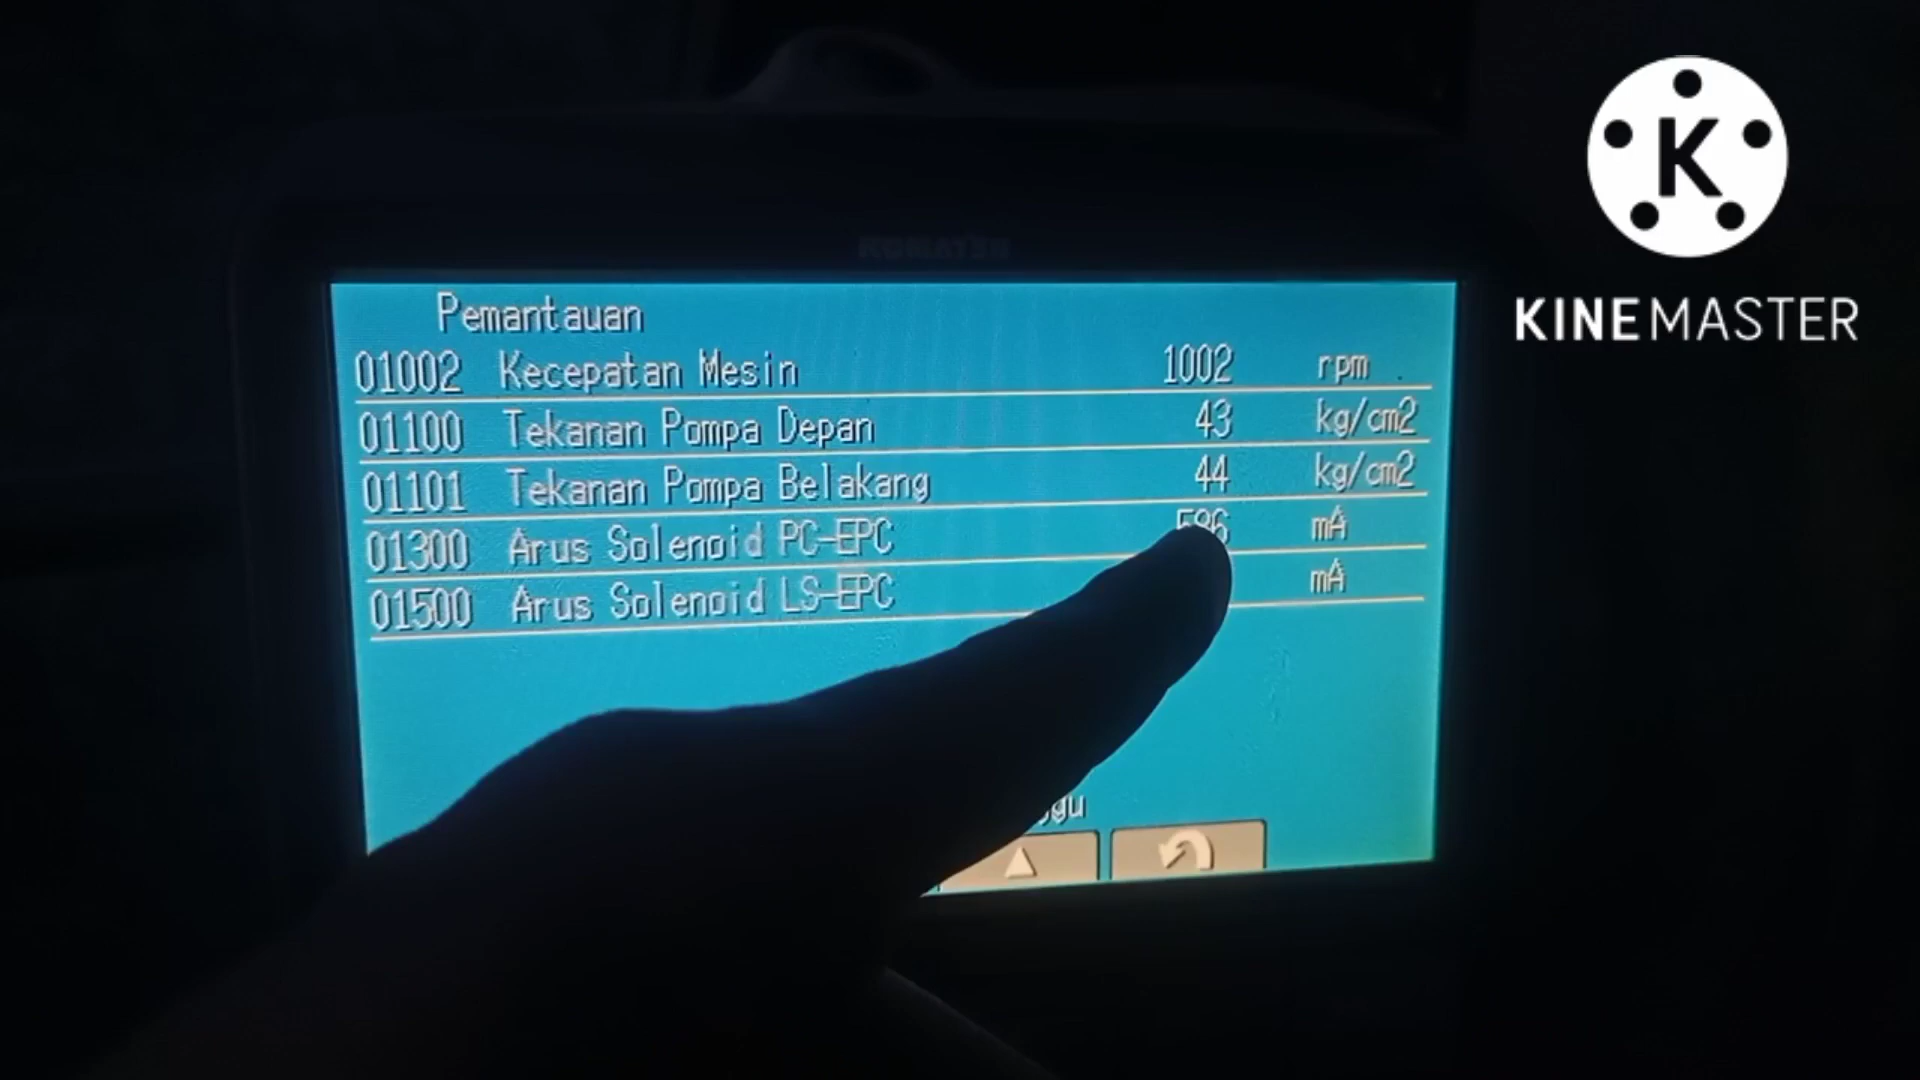 KOMATSU
Pemantauan
01002 Kecepatan Mesin 1002 rpm
01100 Tekanan Pompa Depan 43 kg/cm2
01101 Tekanan Pompa Belakang 44 kg/cm2
01300 Arus Solenoid PC-EPC mA
01500 Arus Solenoid LS-EPC mA
K
KINEMASTER